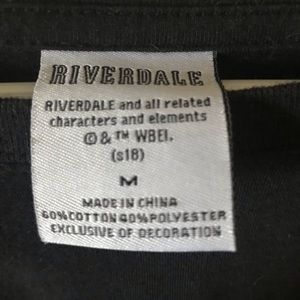 RIVERDALE
RIVERDALE and all related
characters and elements
©&™ WBEI.
(s18)
M
MADE IN CHINA
60%COTTON 40%POLYESTER
EXCLUSIVE OF DECORATION